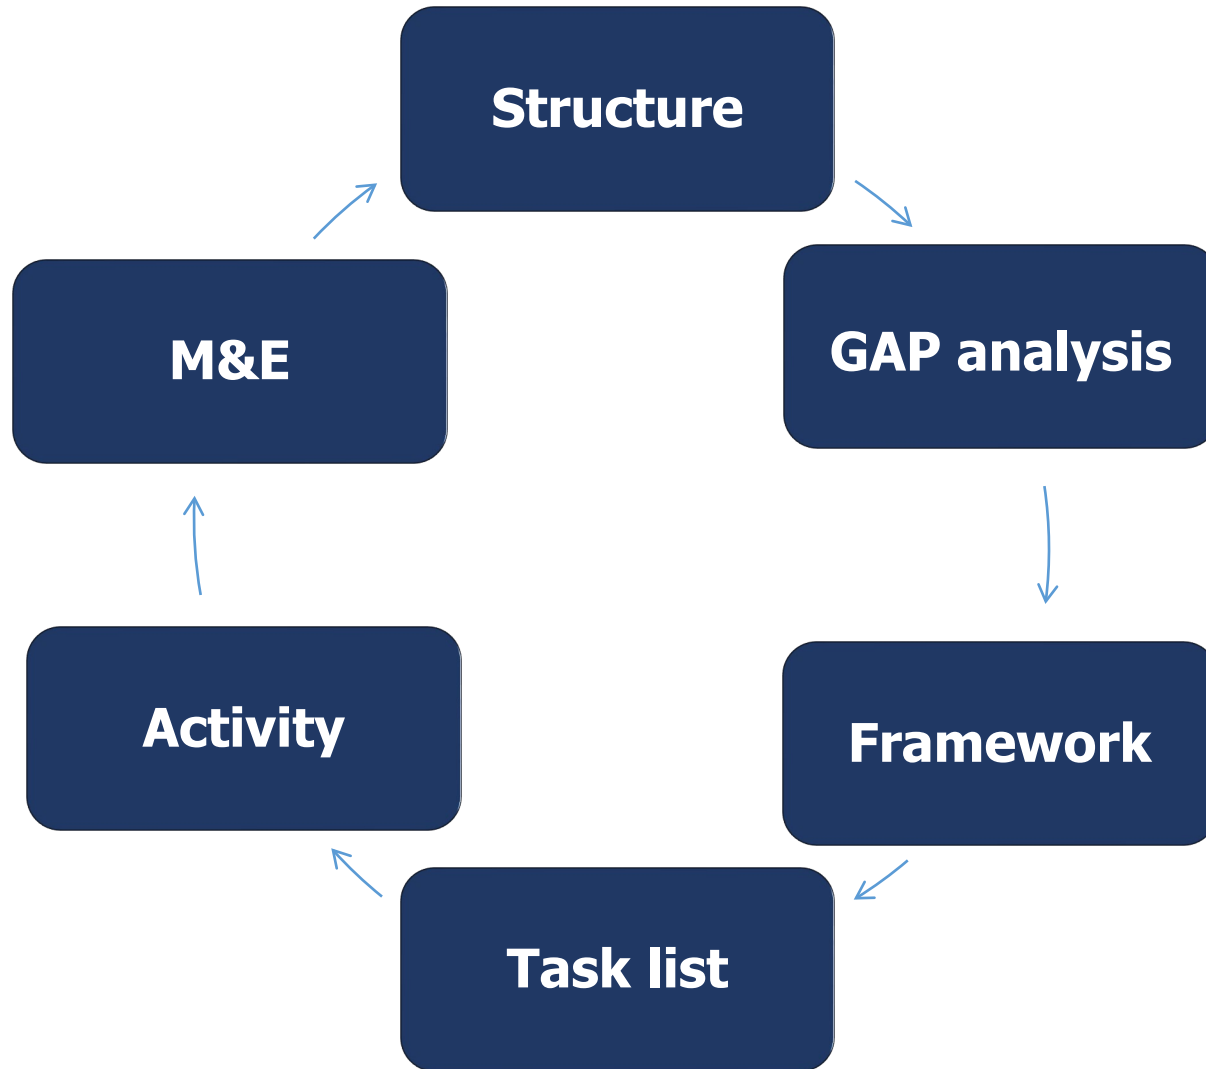 Structure
GAP analysis
Framework
Task list
Activity
M&E